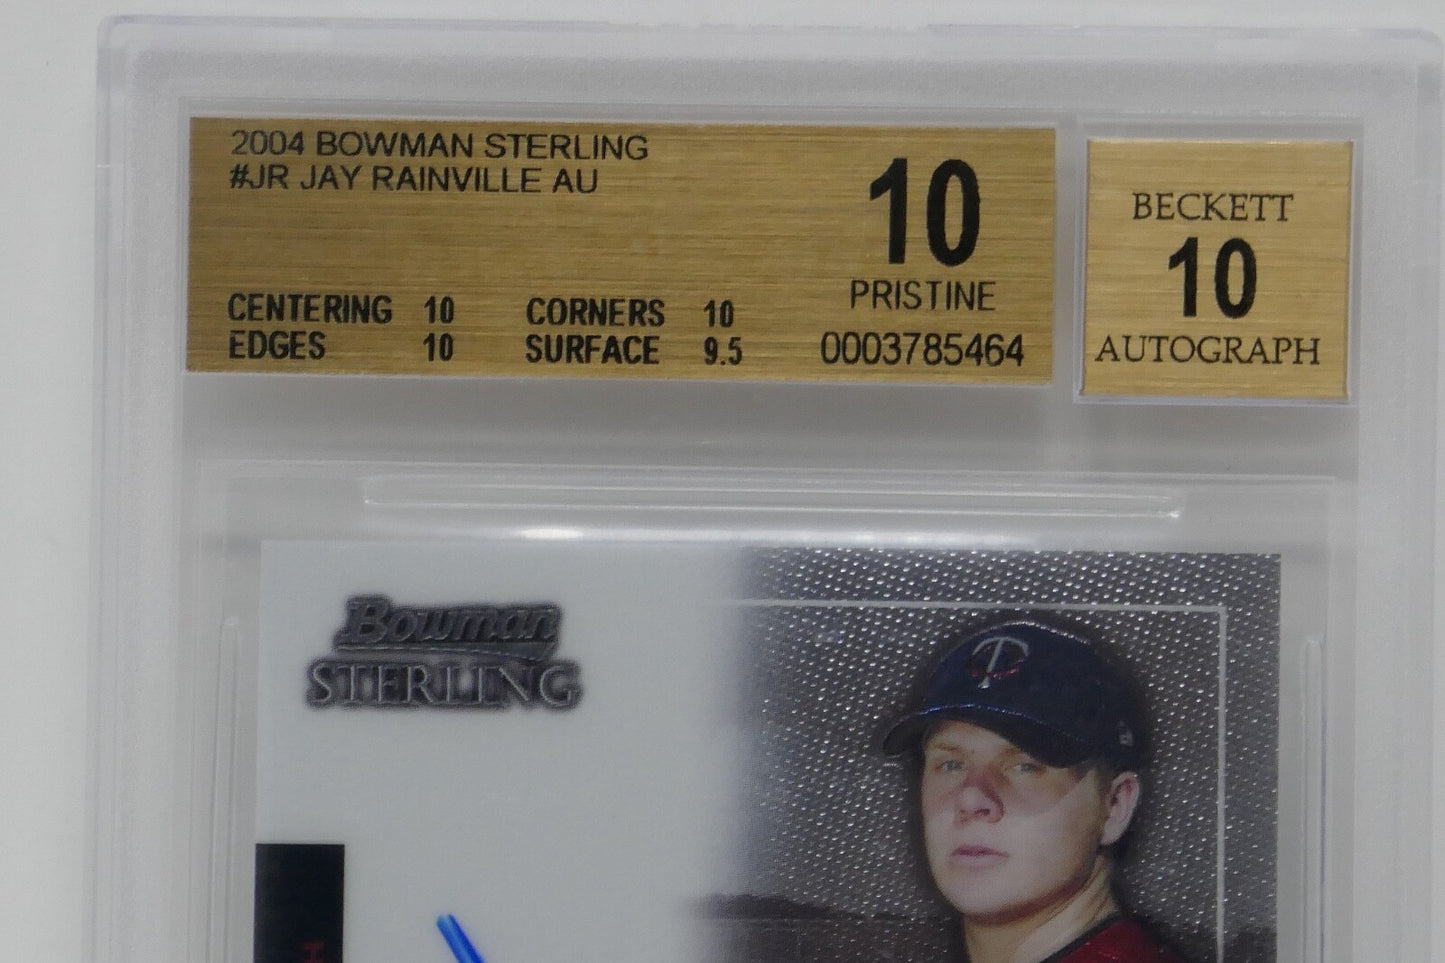 2004 BOWMAN STERLING
#JR JAY RAINVILLE AU
10
PRISTINE
CENTERING 10 CORNERS 10
EDGES 10 SURFACE 9.5
0003785464
BECKETT
10
AUTOGRAPH
Bowman
STERLING
TC